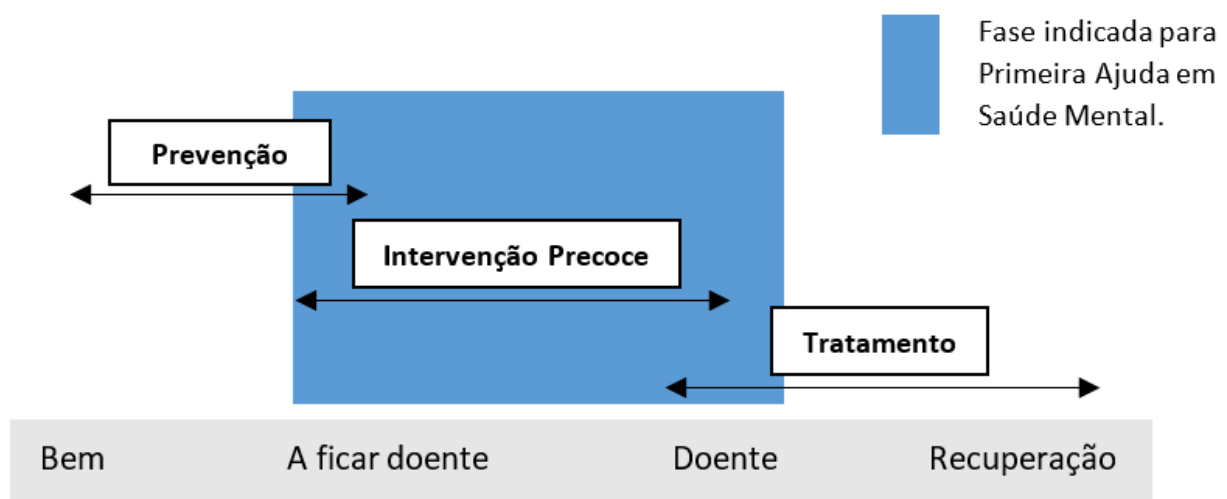 Fase indicada para
Primeira Ajuda em
Saúde Mental.
Prevenção
Intervenção Precoce
Tratamento
Bem
A ficar doente
Doente
Recuperação